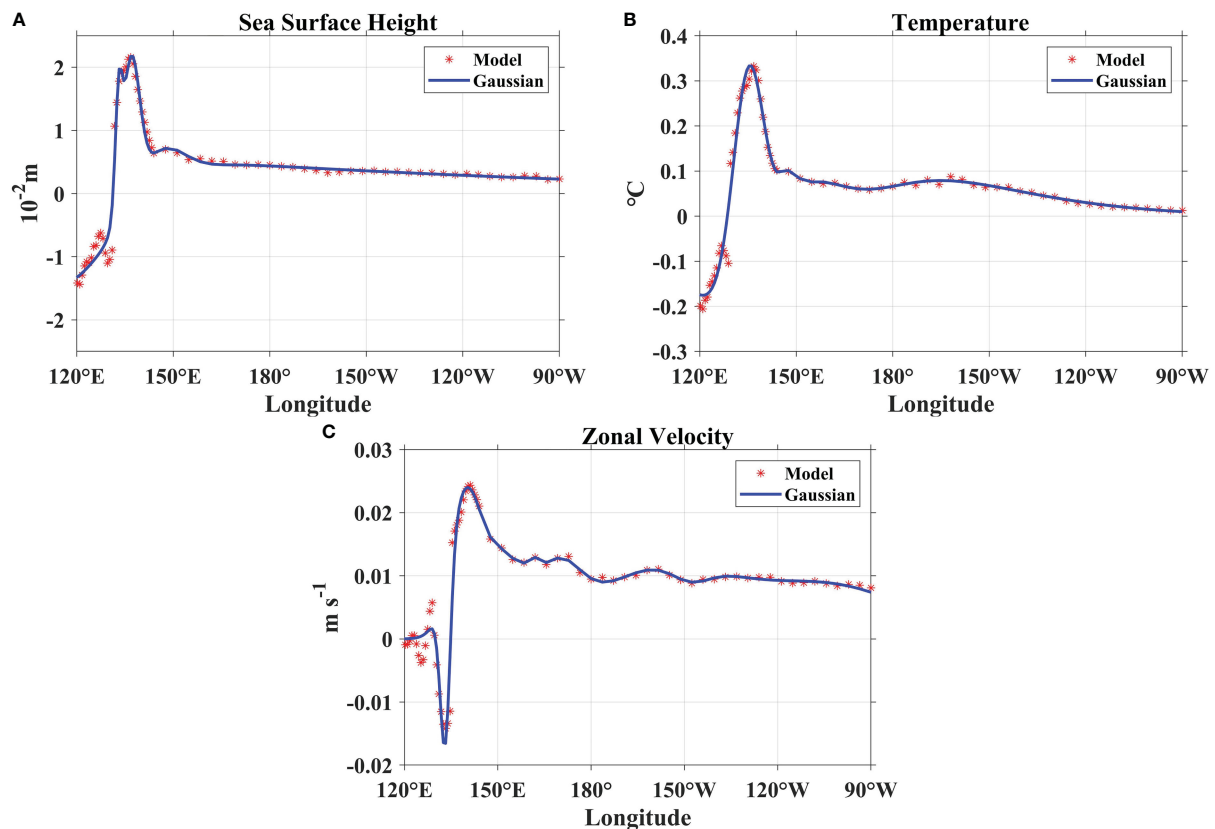 A
Sea Surface Height
Model
Gaussian
2
1
0
-1
-2
10⁻²m
120°E 150°E 180° 150°W 120°W 90°W
Longitude
B
Temperature
Model
Gaussian
0.4
0.3
0.2
0.1
0
-0.1
-0.2
-0.3
°C
120°E 150°E 180° 150°W 120°W 90°W
Longitude
C
Zonal Velocity
Model
Gaussian
0.03
0.02
0.01
0
-0.01
-0.02
m s⁻¹
120°E 150°E 180° 150°W 120°W 90°W
Longitude